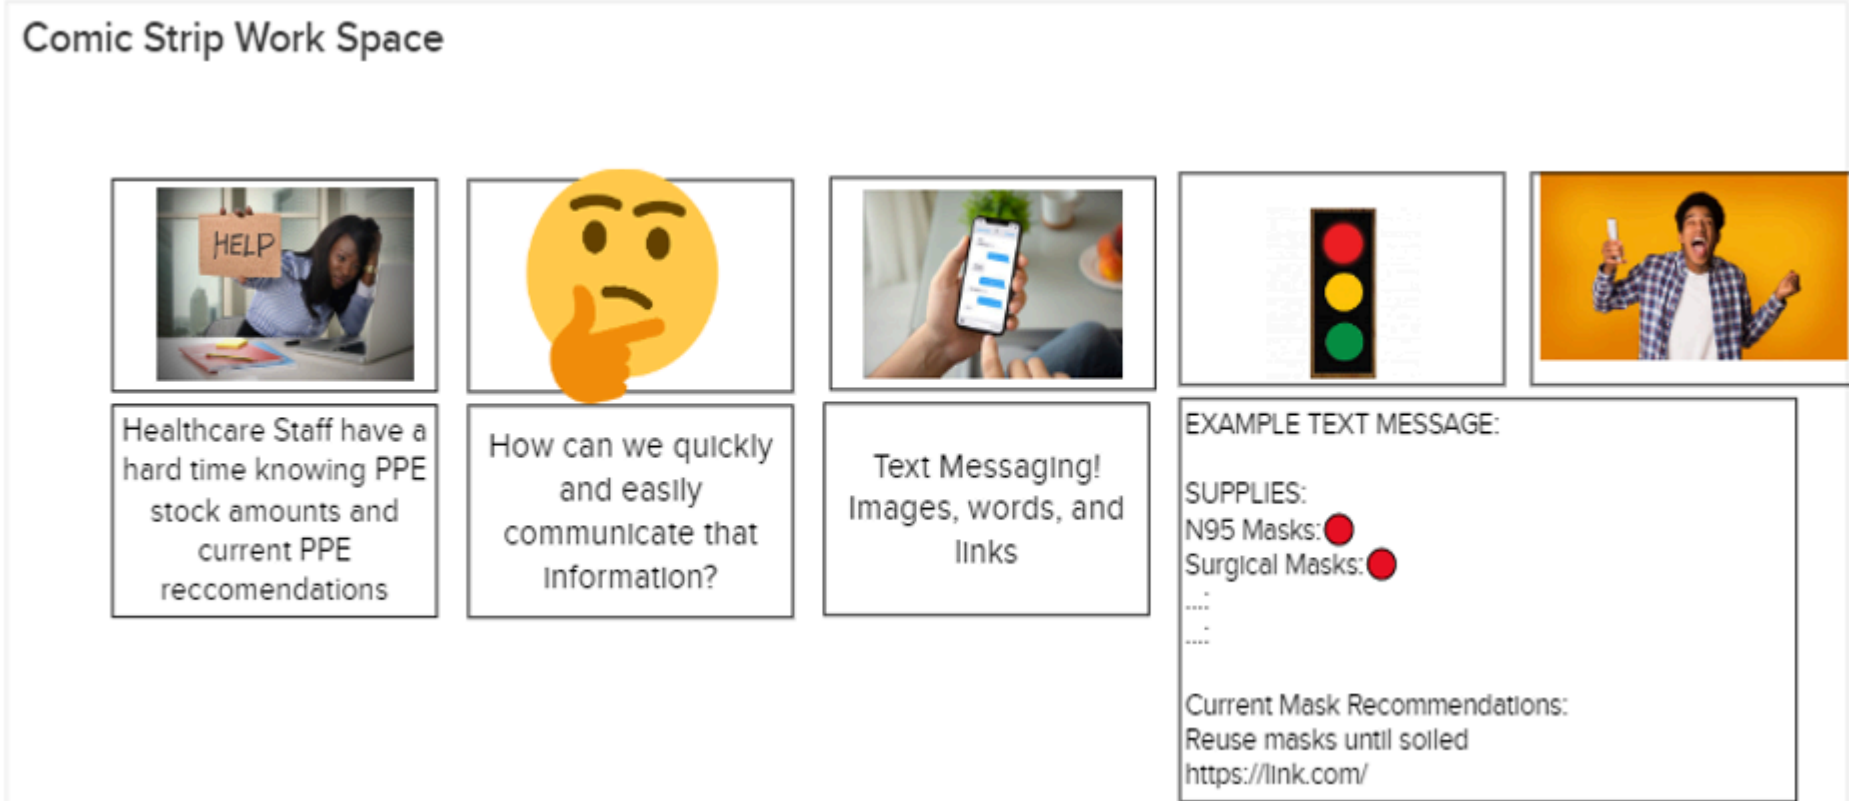 Comic Strip Work Space
HELP
Healthcare Staff have a
hard time knowing PPE
stock amounts and
current PPE
reccomendations
How can we quickly
and easily
communicate that
information?
Text Messaging!
Images, words, and
links
EXAMPLE TEXT MESSAGE:
SUPPLIES:
N95 Masks:
Surgical Masks:
...:
...:
Current Mask Recommendations:
Reuse masks until soiled
https://link.com/